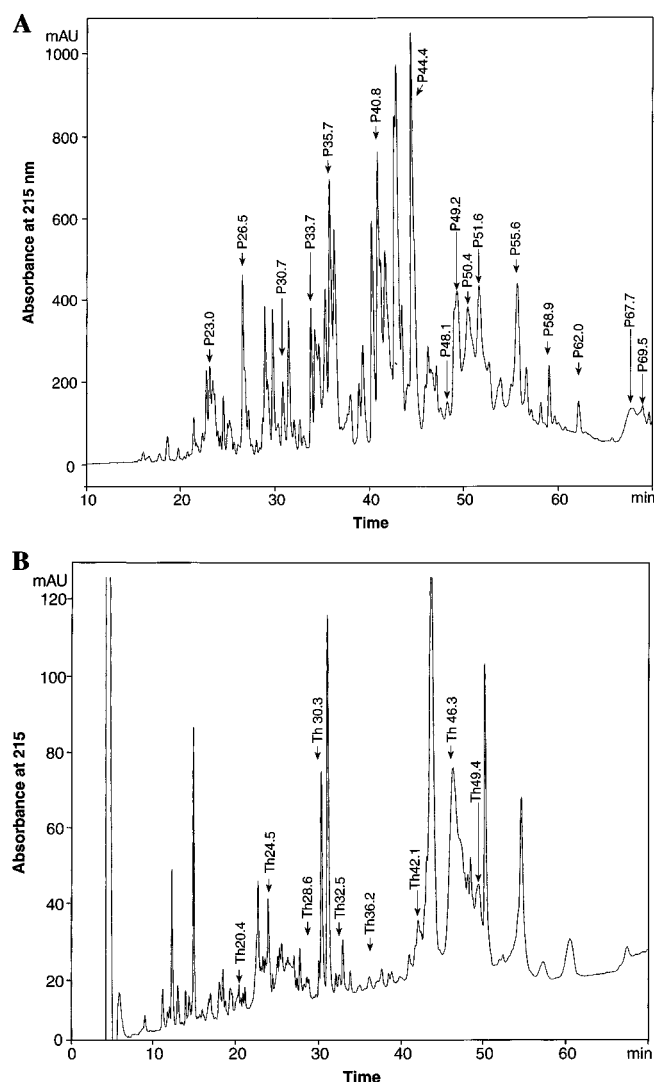 A
mAU
1000
800
600
400
200
0
Absorbance at 215 nm
P23.0
P26.5
P30.7
P33.7
P35.7
P40.8
P44.4
P48.1
P49.2
P50.4
P51.6
P55.6
P58.9
P62.0
P67.7
P69.5
10
20
30
40
50
60
min
Time
B
mAU
120
100
80
60
40
20
0
Absorbance at 215
Th20.4
Th24.5
Th28.6
Th 30.3
Th32.5
Th36.2
Th42.1
Th 46.3
Th49.4
0
10
20
30
40
50
60
min
Time